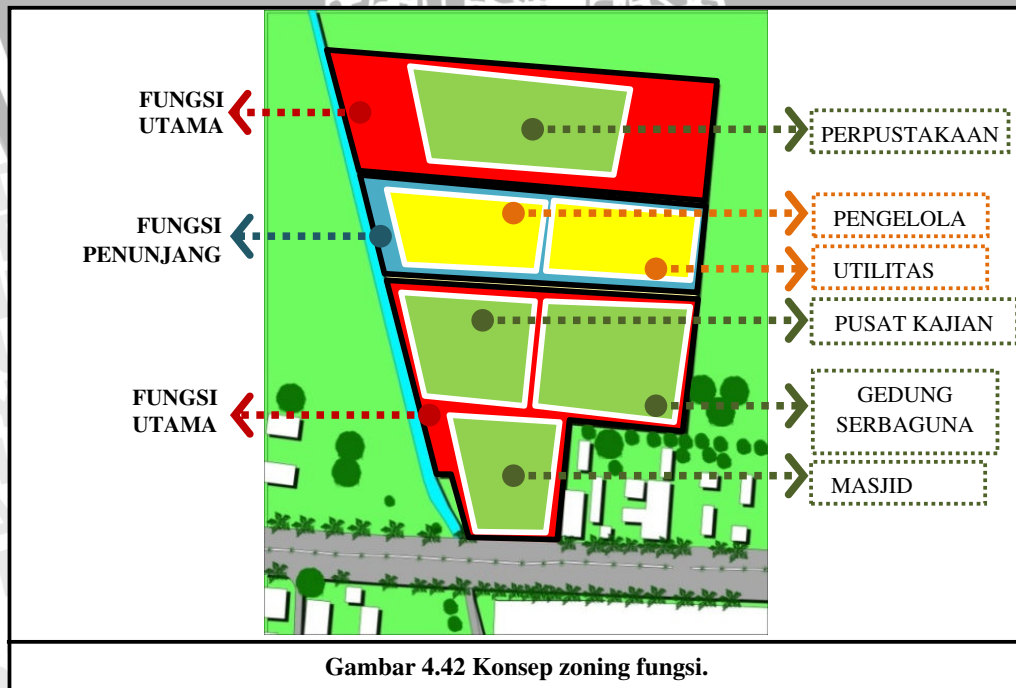 FUNGSI
UTAMA
PERPUSTAKAAN
FUNGSI
PENUNJANG
PENGELOLA
UTILITAS
PUSAT KAJIAN
FUNGSI
UTAMA
GEDUNG
SERBAGUNA
MASJID
Gambar 4.42 Konsep zoning fungsi.